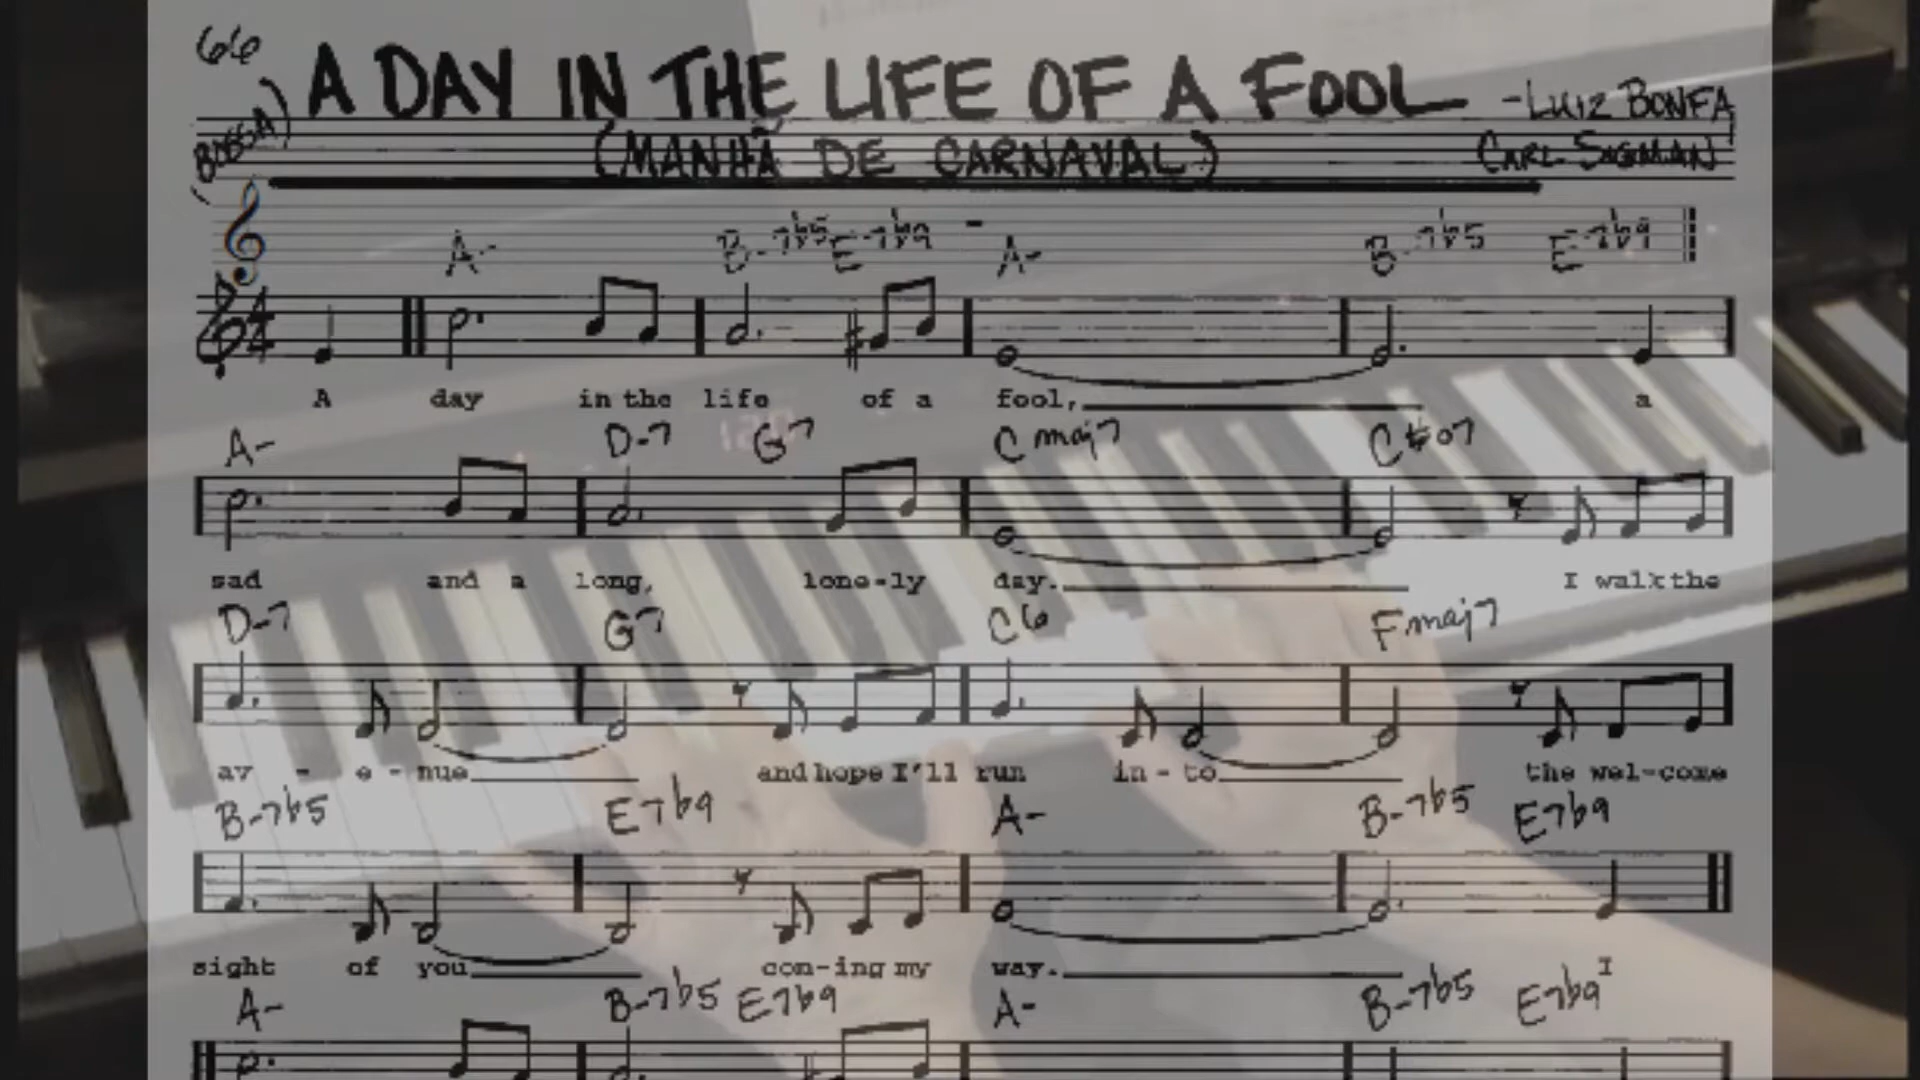 66
A DAY IN THE LIFE OF A FOOL
-LUIZ BONFA
(BOSSA)
(MANHÃ DE CARNAVAL)
CARL SIGMAN
A- B-7b5 E-7b9 A- B-7b5 E-7b9
A day in the life of a fool, a
A- D-7 G7 Cmaj7 C#o7
sad and a long, lone-ly day. I walk the
D-7 G7 C6 Fmaj7
av - e - nue and hope I'll run in - to the wel-come
B-7b5 E7b9 A- B-7b5 E7b9
sight of you con-ing my way. I
A- B-7b5 E7b9 A- B-7b5 E7b9